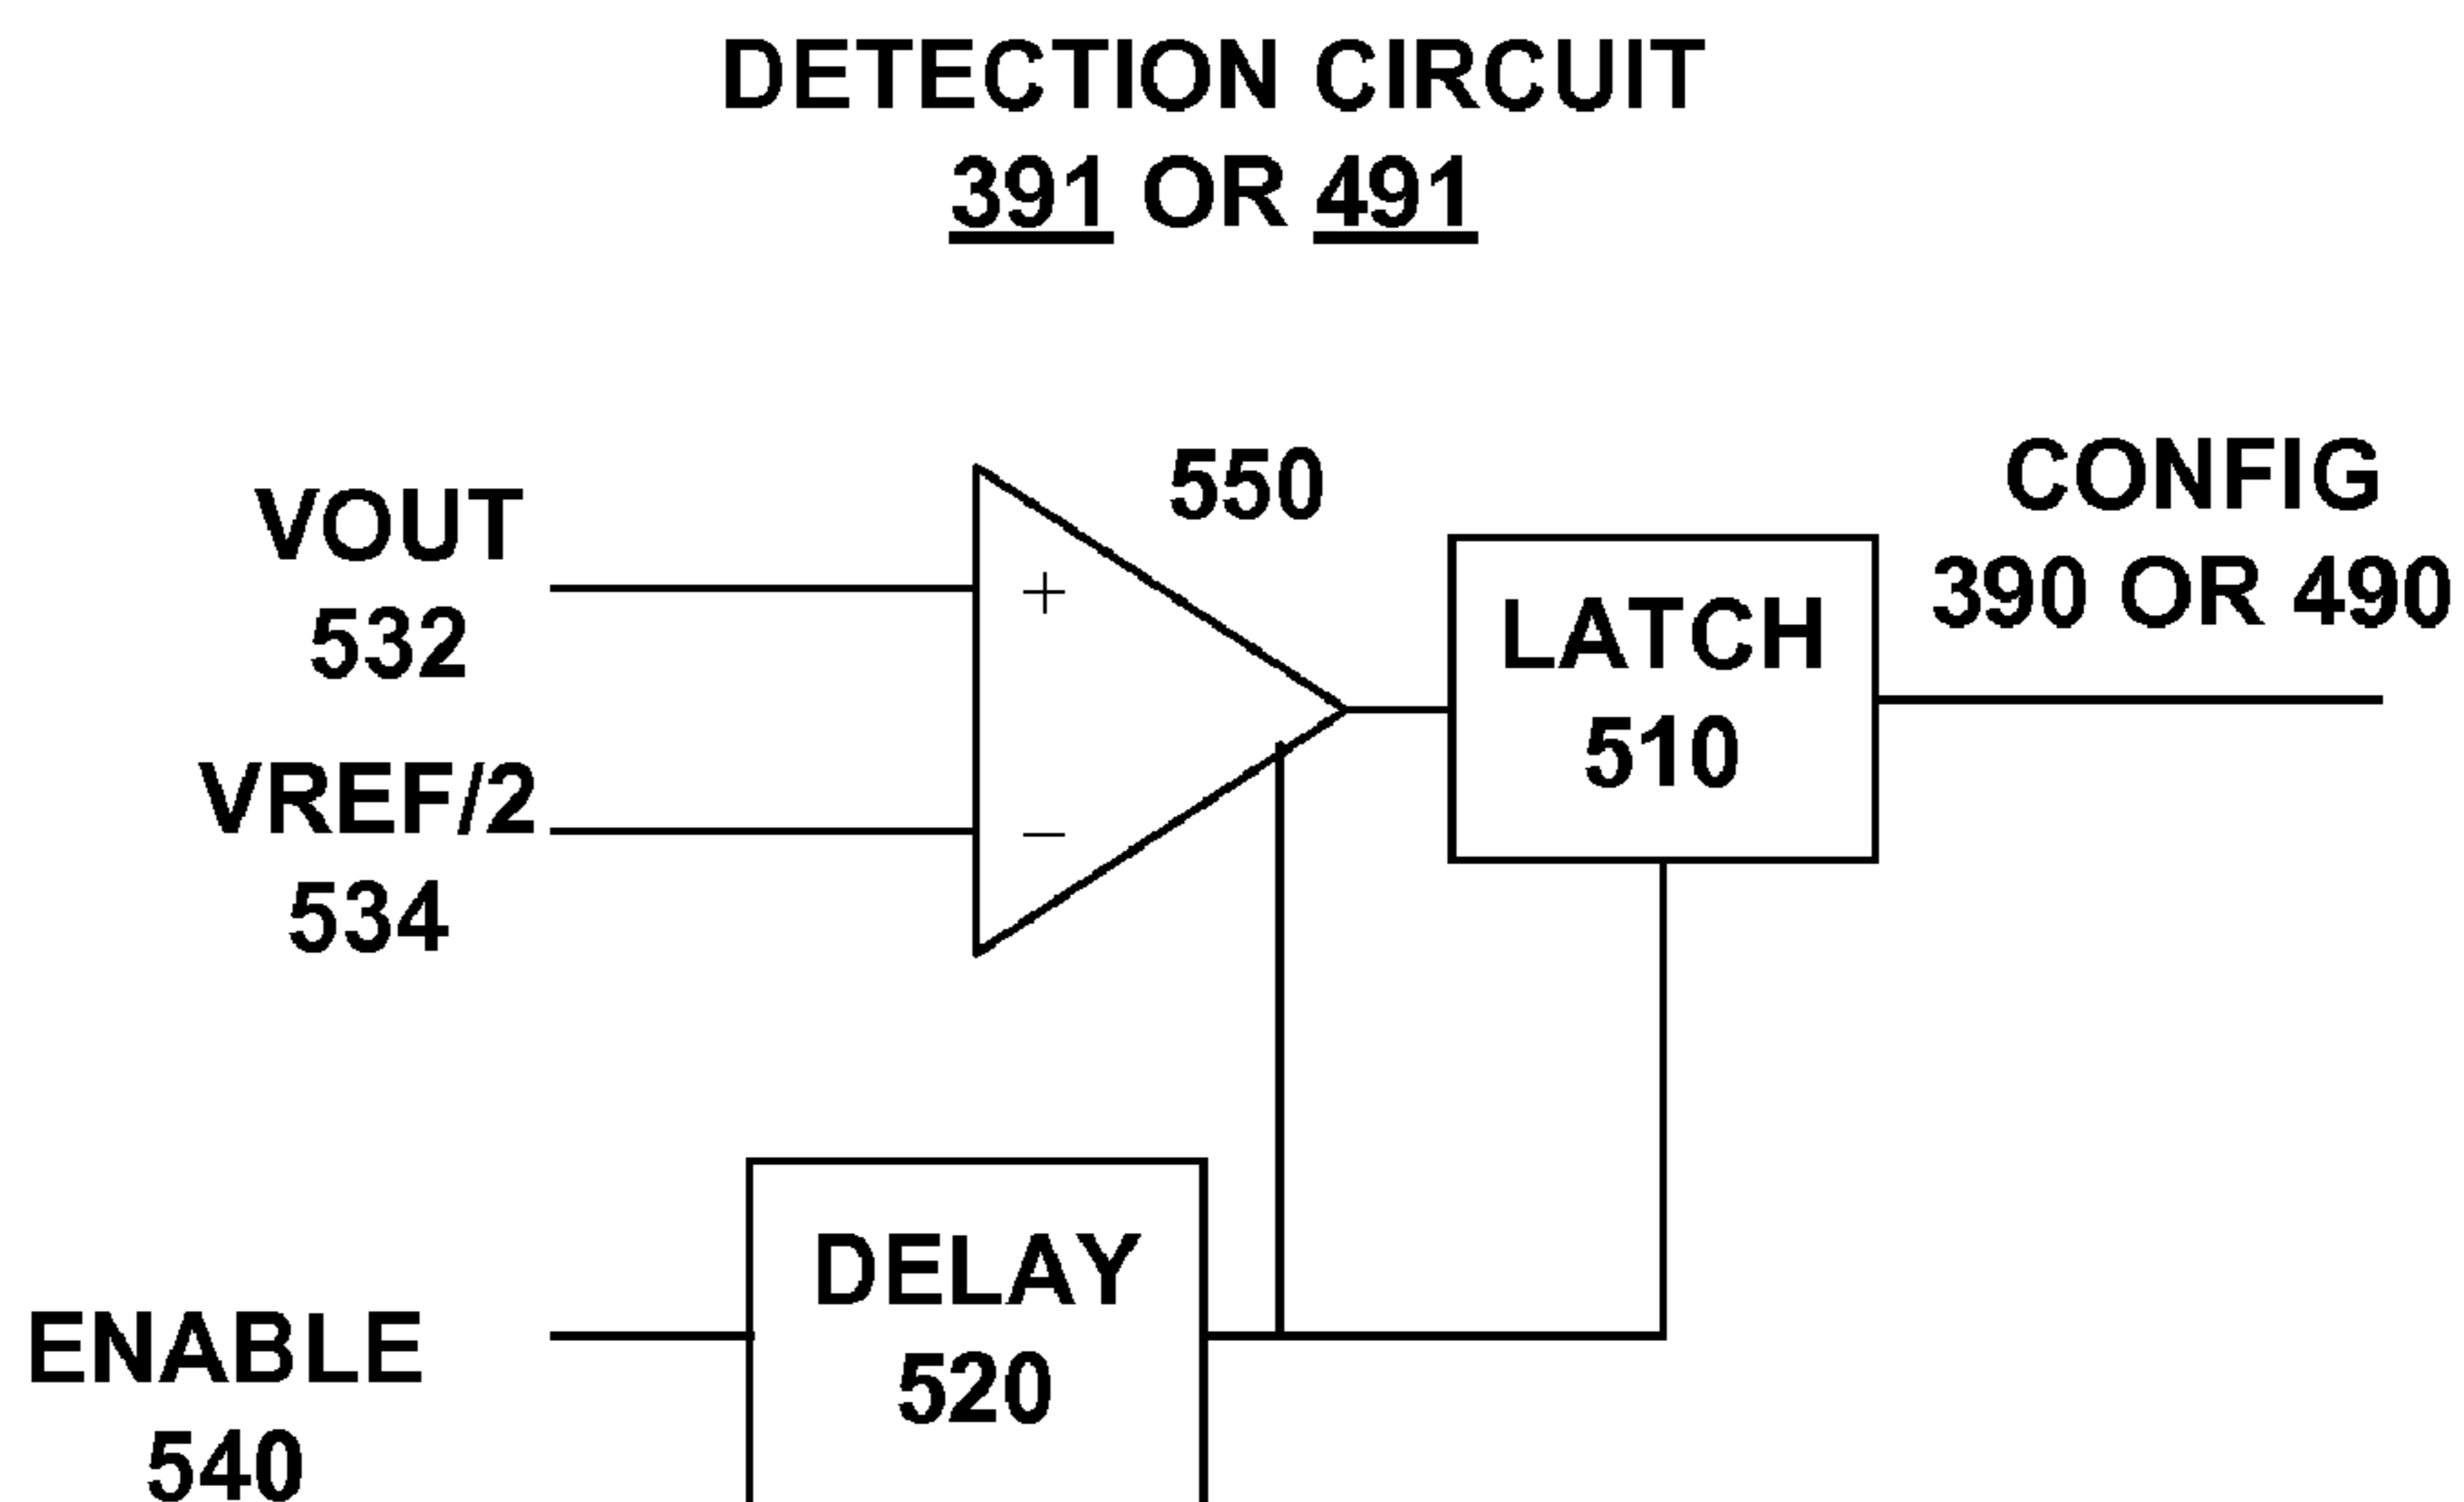 DETECTION CIRCUIT
391 OR 491
550
CONFIG
390 OR 490
VOUT
532
+
LATCH
510
VREF/2
534
−
DELAY
520
ENABLE
540